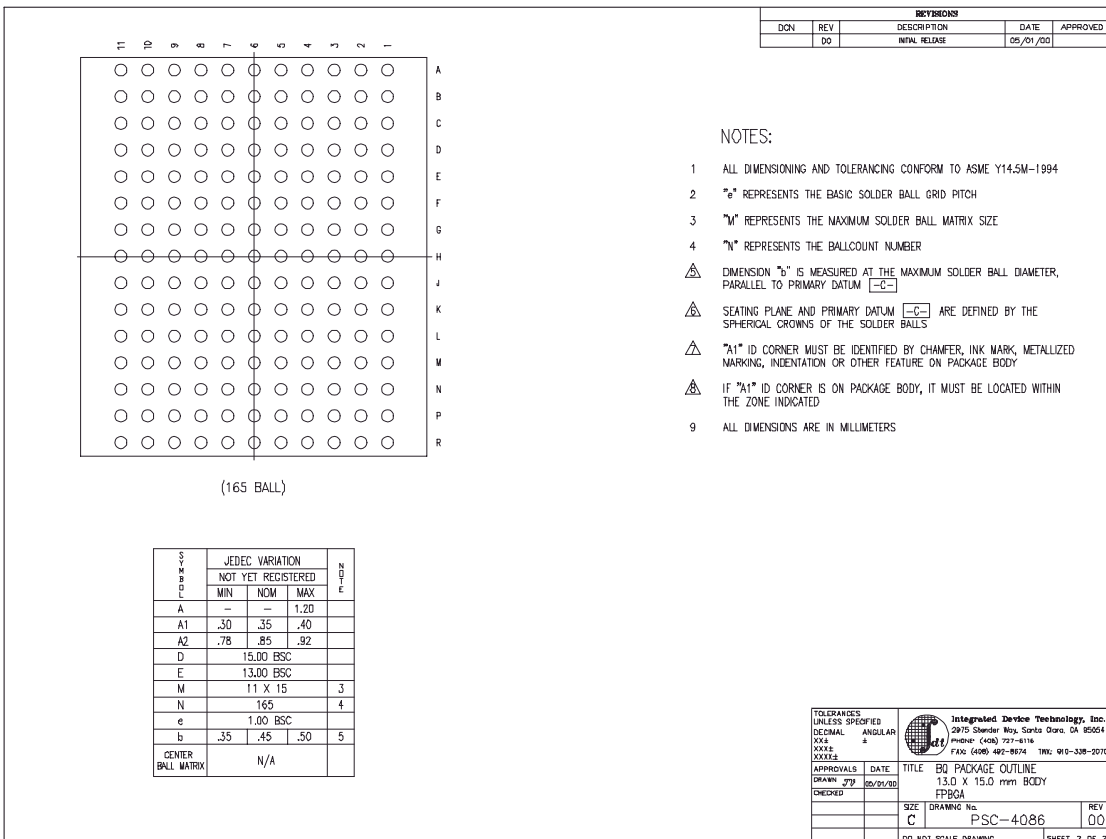 REVISIONS
DCN REV DESCRIPTION DATE APPROVED
D0 INITIAL RELEASE 05/01/00
11 10 9 8 7 6 5 4 3 2 1
A
B
C
D
E
F
G
H
J
K
L
M
N
P
R
(165 BALL)
NOTES:
1 ALL DIMENSIONING AND TOLERANCING CONFORM TO ASME Y14.5M-1994
2 "e" REPRESENTS THE BASIC SOLDER BALL GRID PITCH
3 "M" REPRESENTS THE MAXIMUM SOLDER BALL MATRIX SIZE
4 "N" REPRESENTS THE BALLCOUNT NUMBER
5 DIMENSION "b" IS MEASURED AT THE MAXIMUM SOLDER BALL DIAMETER,
PARALLEL TO PRIMARY DATUM -C-
6 SEATING PLANE AND PRIMARY DATUM -C- ARE DEFINED BY THE
SPHERICAL CROWNS OF THE SOLDER BALLS
7 "A1" ID CORNER MUST BE IDENTIFIED BY CHAMFER, INK MARK, METALLIZED
MARKING, INDENTATION OR OTHER FEATURE ON PACKAGE BODY
8 IF "A1" ID CORNER IS ON PACKAGE BODY, IT MUST BE LOCATED WITHIN
THE ZONE INDICATED
9 ALL DIMENSIONS ARE IN MILLIMETERS
SYMBOL JEDEC VARIATION NOTE
NOT YET REGISTERED
MIN NOM MAX
A – – 1.20
A1 .30 .35 .40
A2 .78 .85 .92
D 15.00 BSC
E 13.00 BSC
M 11 X 15 3
N 165 4
e 1.00 BSC
b .35 .45 .50 5
CENTER
BALL MATRIX N/A
TOLERANCES
UNLESS SPECIFIED
DECIMAL ANGULAR
XX± ±
XXX±
XXXX±
idt
Integrated Device Technology, Inc.
2975 Stender Way, Santa Clara, CA 95054
PHONE: (408) 727-6116
FAX: (408) 492-8674 TWX: 910-338-2070
APPROVALS DATE
DRAWN 05/01/00
CHECKED
TITLE BQ PACKAGE OUTLINE
13.0 X 15.0 mm BODY
FPBGA
SIZE DRAWING No. REV
C PSC-4086 00
DO NOT SCALE DRAWING